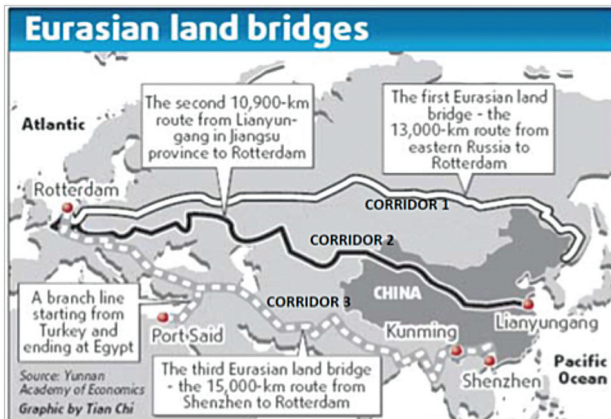 Eurasian land bridges
The second 10,900-km
route from Lianyun-
gang in Jiangsu
province to Rotterdam
The first Eurasian land
bridge - the
13,000-km route from
eastern Russia to
Rotterdam
Atlantic
Rotterdam
CORRIDOR 1
CORRIDOR 2
CHINA
CORRIDOR 3
A branch line
starting from
Turkey and
ending at Egypt
Port-Said
Kunming
Lianyungang
Shenzhen
Pacific
Ocean
The third Eurasian land bridge
- the 15,000-km route from
Shenzhen to Rotterdam
Source: Yunnan
Academy of Economics
Graphic by Tian Chi